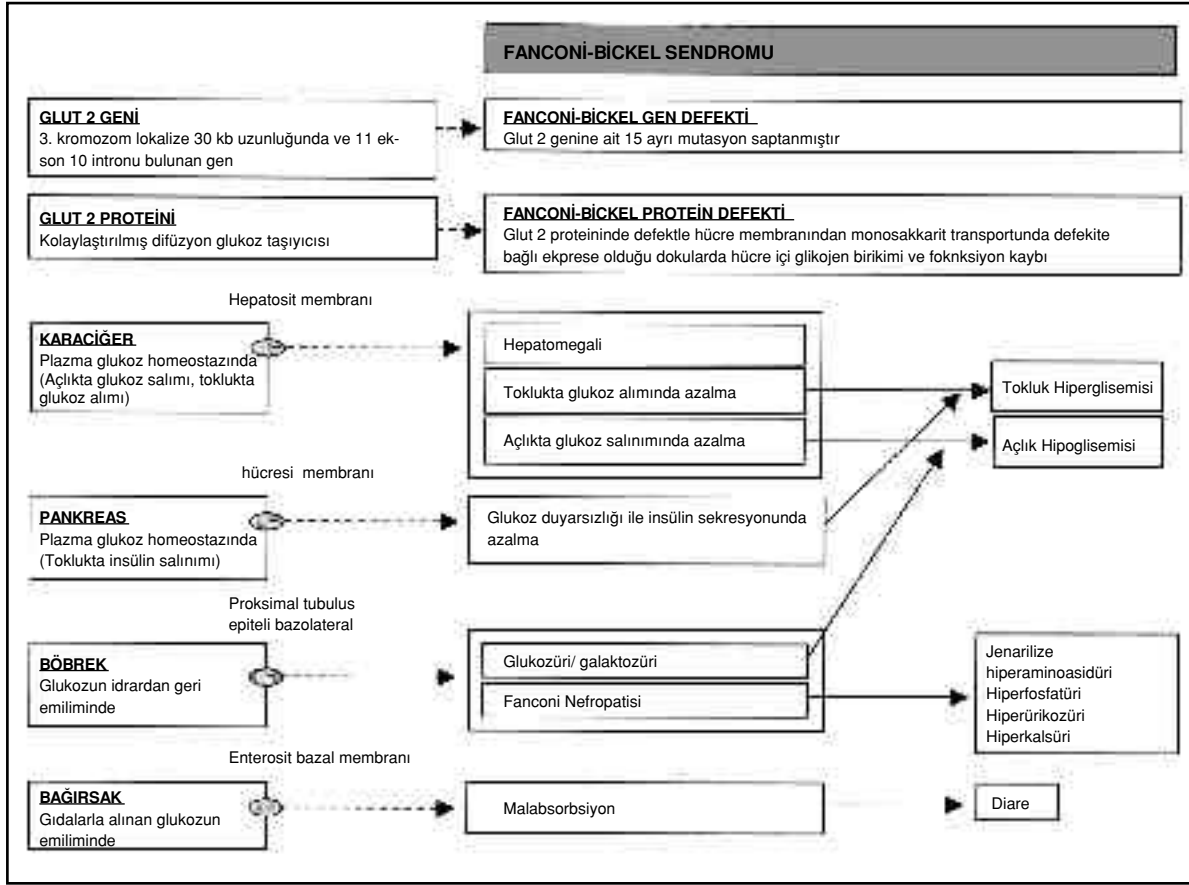 FANCONİ-BİCKEL SENDROMU
GLUT 2 GENİ
3. kromozom lokalize 30 kb uzunluğunda ve 11 ek-
son 10 intronu bulunan gen
FANCONİ-BİCKEL GEN DEFEKTİ
Glut 2 genine ait 15 ayrı mutasyon saptanmıştır
GLUT 2 PROTEİNİ
Kolaylaştırılmış difüzyon glukoz taşıyıcısı
FANCONİ-BİCKEL PROTEİN DEFEKTİ
Glut 2 proteininde defektle hücre membranından monosakkarit transportunda defekite
bağlı ekprese olduğu dokularda hücre içi glikojen birikimi ve foknksiyon kaybı
Hepatosit membranı
KARACİĞER
Plazma glukoz homeostazında
(Açlıkta glukoz salımı, toklukta
glukoz alımı)
Hepatomegali
Toklukta glukoz alımında azalma
Açlıkta glukoz salınımında azalma
Tokluk Hiperglisemisi
Açlık Hipoglisemisi
hücresi membranı
PANKREAS
Plazma glukoz homeostazında
(Toklukta insülin salınımı)
Glukoz duyarsızlığı ile insülin sekresyonunda
azalma
Proksimal tubulus
epiteli bazolateral
BÖBREK
Glukozun idrardan geri
emiliminde
Glukozüri/ galaktozüri
Fanconi Nefropatisi
Jenarilize
hiperaminoasidüri
Hiperfosfatüri
Hiperürikozüri
Hiperkalsüri
Enterosit bazal membranı
BAĞIRSAK
Gıdalarla alınan glukozun
emiliminde
Malabsorbsiyon
Diare